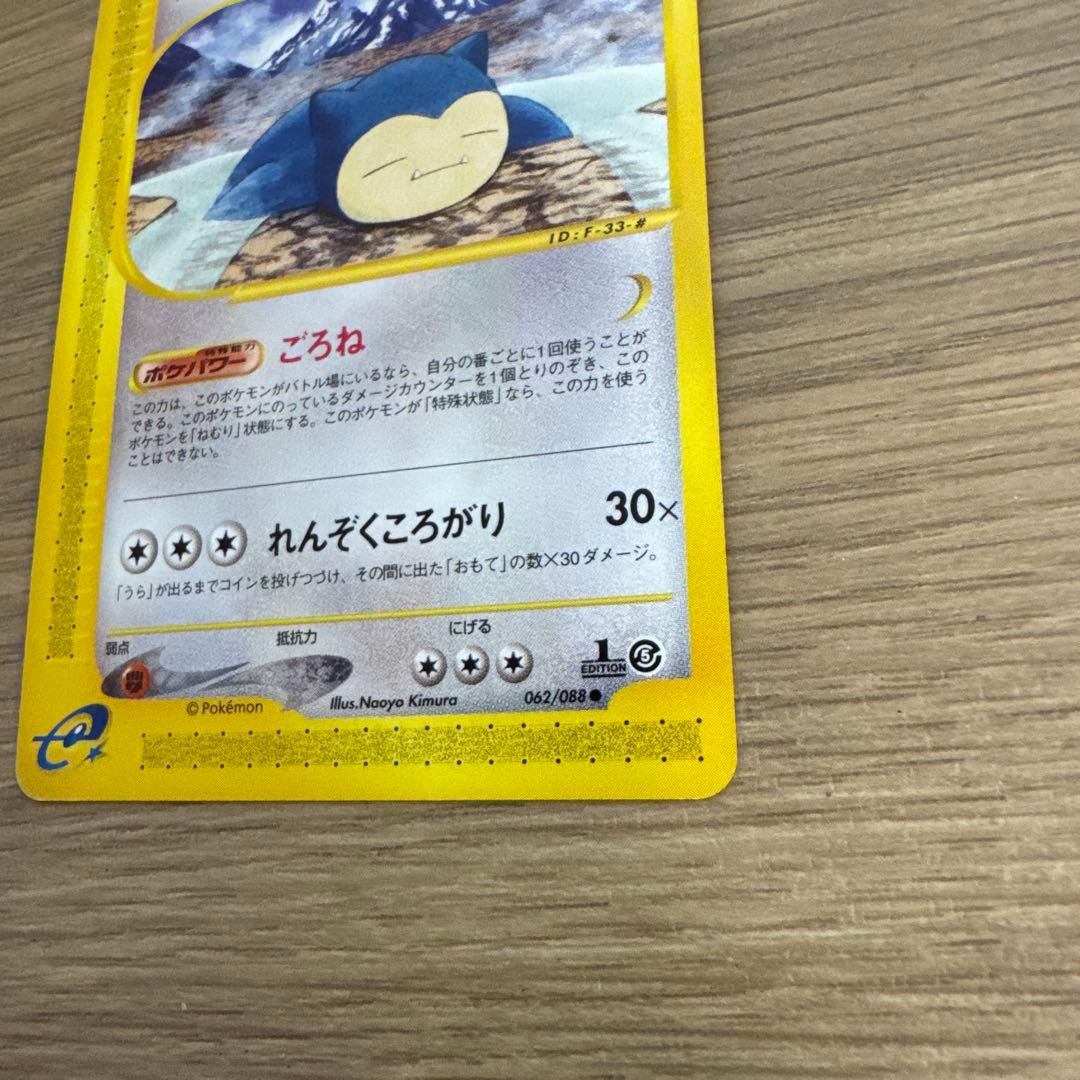 ID:F-33-#
特殊能力
ポケパワー ごろね
この力は、このポケモンがバトル場にいるなら、自分の番ごとに1回使うことが
できる。このポケモンにのっているダメージカウンターを1個とりのぞき、この
ポケモンを「ねむり」状態にする。このポケモンが「特殊状態」なら、この力を使う
ことはできない。
れんぞくころがり 30×
「うら」が出るまでコインを投げつづけ、その間に出た「おもて」の数×30ダメージ。
弱点 抵抗力 にげる
1 EDITION 5
©Pokémon Illus.Naoyo Kimura 062/088●
e